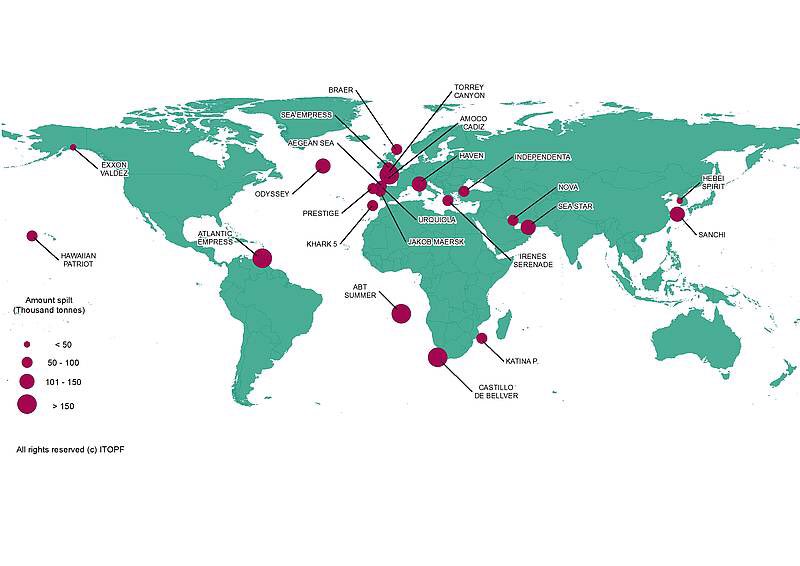 BRAER
TORREY
CANYON
SEA EMPRESS
AMOCO
CADIZ
AEGEAN SEA
HAVEN
INDEPENDENTA
EXXON
VALDEZ
HEBEI
SPIRIT
ODYSSEY
NOVA
SEA STAR
PRESTIGE
URQUIOLA
ATLANTIC
EMPRESS
SANCHI
KHARK 5
JAKOB MAERSK
HAWAIIAN
PATRIOT
IRENES
SERENADE
ABT
SUMMER
Amount spilt
(Thousand tonnes)
< 50
50 - 100
101 - 150
> 150
KATINA P.
CASTILLO
DE BELLVER
All rights reserved (c) ITOPF